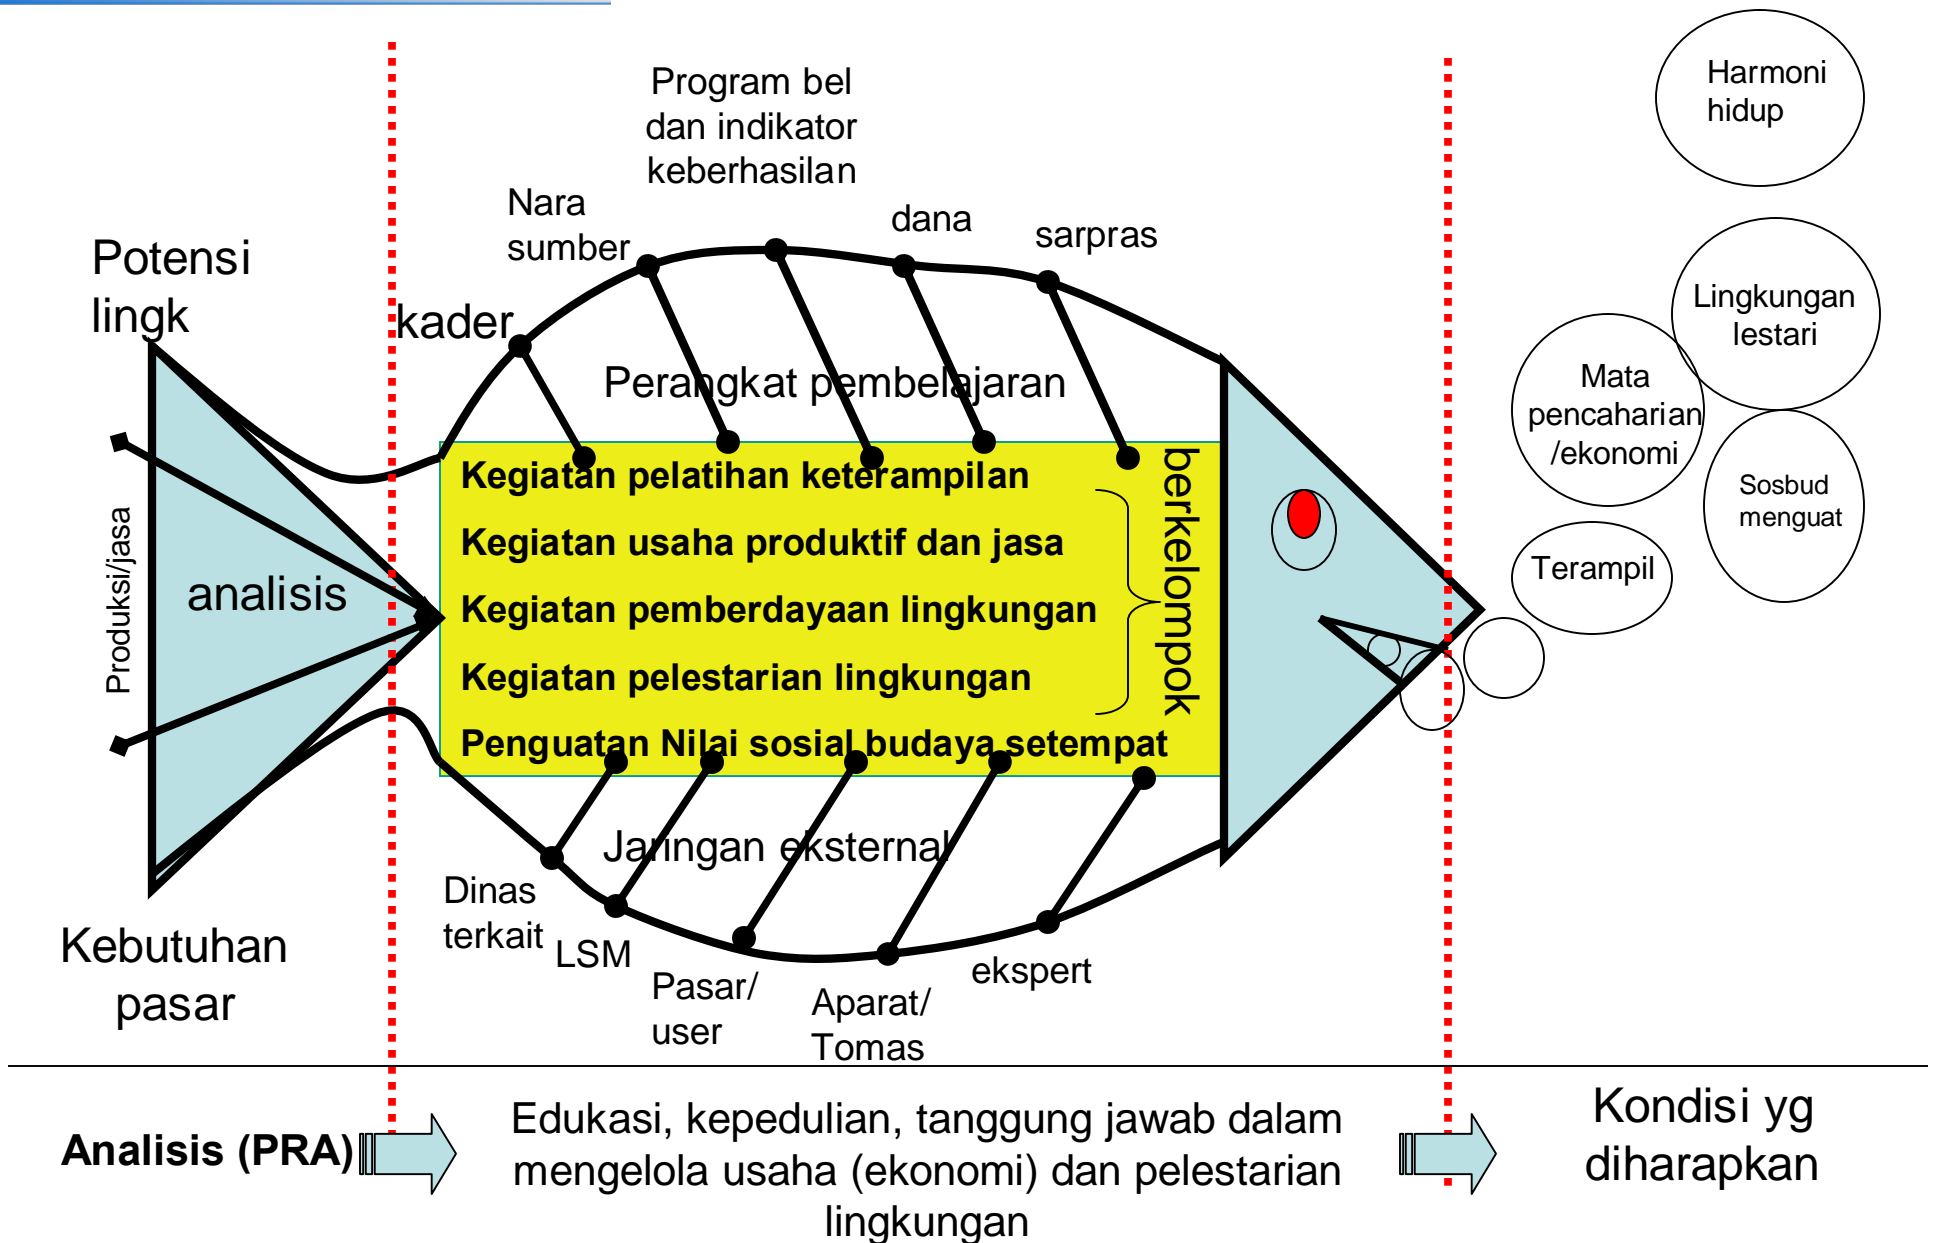 Program bel
dan indikator
keberhasilan
Nara
sumber
dana
sarpras
kader
Potensi
lingk
Perangkat pembelajaran
Produksi/jasa
analisis
Kegiatan pelatihan keterampilan
Kegiatan usaha produktif dan jasa
Kegiatan pemberdayaan lingkungan
Kegiatan pelestarian lingkungan
Penguatan Nilai sosial budaya setempat
berkelompok
Jaringan eksternal
Dinas
terkait
LSM
Pasar/
user
Aparat/
Tomas
ekspert
Kebutuhan
pasar
Harmoni
hidup
Lingkungan
lestari
Mata
pencaharian
/ekonomi
Sosbud
menguat
Terampil
Analisis (PRA)
Edukasi, kepedulian, tanggung jawab dalam
mengelola usaha (ekonomi) dan pelestarian
lingkungan
Kondisi yg
diharapkan